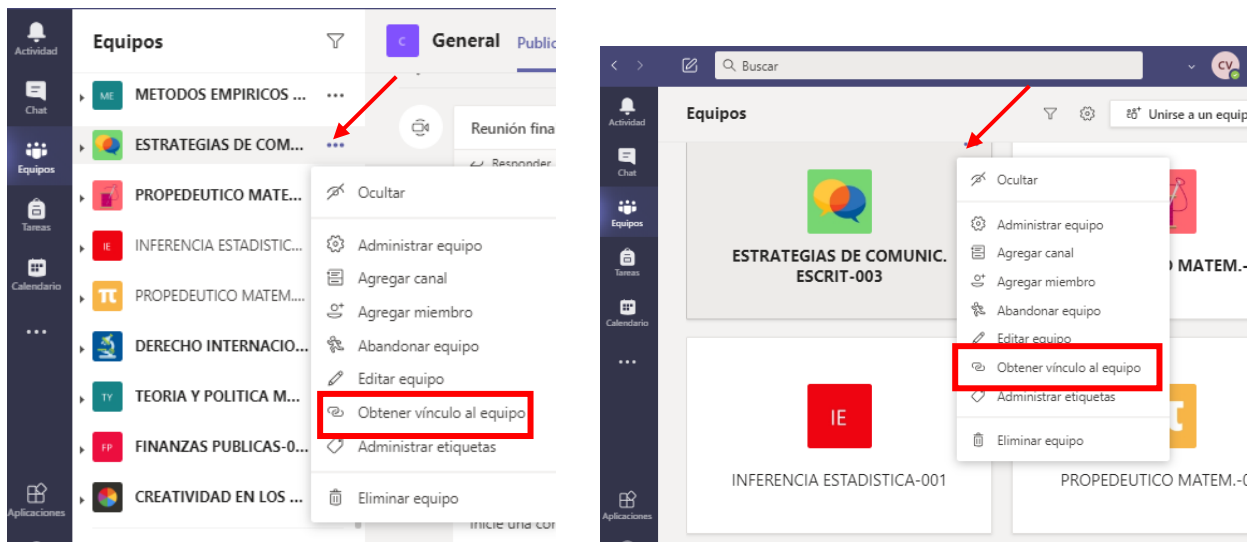 Actividad
Chat
Equipos
Tareas
Calendario
Aplicaciones
Equipos
ME METODOS EMPIRICOS ...
ESTRATEGIAS DE COM...
PROPEDEUTICO MATE...
IE INFERENCIA ESTADISTIC...
π PROPEDEUTICO MATEM....
DERECHO INTERNACIO...
TY TEORIA Y POLITICA M...
FP FINANZAS PUBLICAS-0...
CREATIVIDAD EN LOS ...
C General Public
Reunión fina
Responder
Ocultar
Administrar equipo
Agregar canal
Agregar miembro
Abandonar equipo
Editar equipo
Obtener vínculo al equipo
Administrar etiquetas
Eliminar equipo
Inicie una con
Buscar
CV
Actividad
Chat
Equipos
Tareas
Calendario
Aplicaciones
Equipos
Unirse a un equip
ESTRATEGIAS DE COMUNIC.
ESCRIT-003
MATEM.-
IE
INFERENCIA ESTADISTICA-001
PROPEDEUTICO MATEM.-0
Ocultar
Administrar equipo
Agregar canal
Agregar miembro
Abandonar equipo
Editar equipo
Obtener vínculo al equipo
Administrar etiquetas
Eliminar equipo